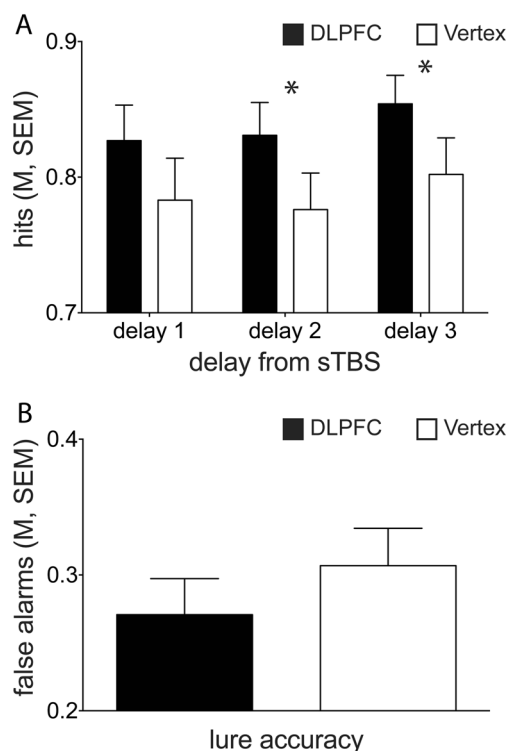 A
0.9
DLPFC Vertex
*
*
hits (M, SEM)
0.8
0.7
delay 1 delay 2 delay 3
delay from sTBS
B
0.4
DLPFC Vertex
false alarms (M, SEM)
0.3
0.2
lure accuracy